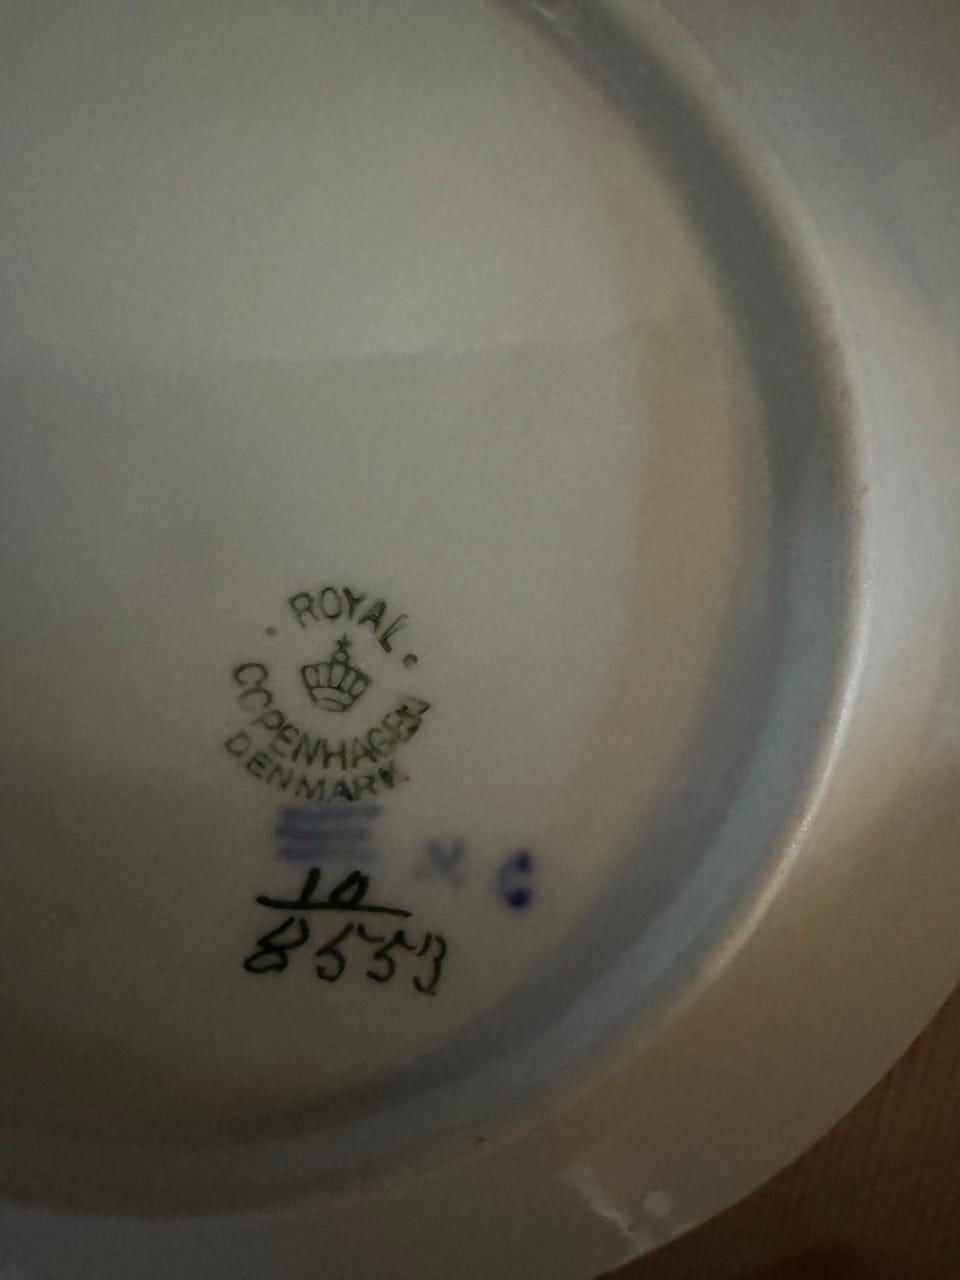 · ROYAL ·
COPENHAGEN
DENMARK
10
8553